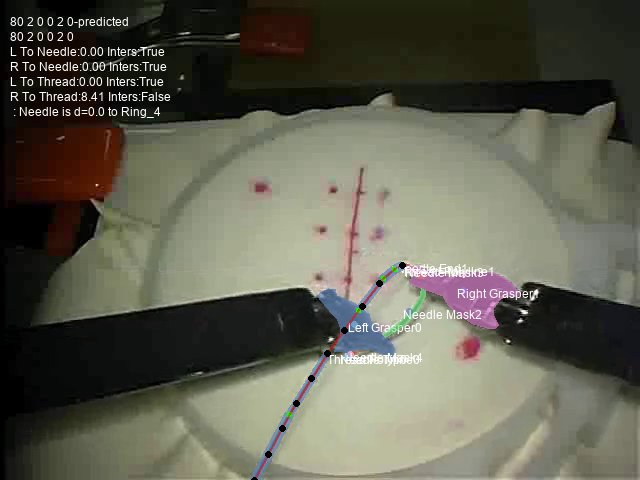 80 2 0 0 2 0-predicted
80 2 0 0 2 0
L To Needle:0.00 Inters:True
R To Needle:0.00 Inters:True
L To Thread:0.00 Inters:True
R To Thread:8.41 Inters:False
: Needle is d=0.0 to Ring_4
Right Grasper
Needle Mask2
Left Grasper0